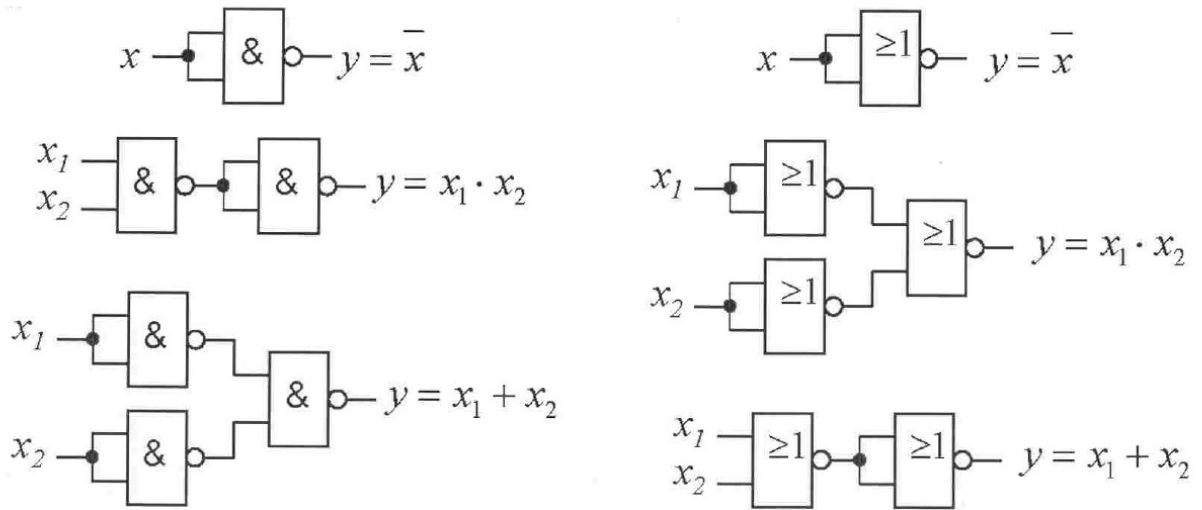 x & y = x̅
x₁ x₂ & & y = x₁ · x₂
x₁ & x₂ & & y = x₁ + x₂
x ≥1 y = x̅
x₁ ≥1 x₂ ≥1 ≥1 y = x₁ · x₂
x₁ x₂ ≥1 ≥1 y = x₁ + x₂